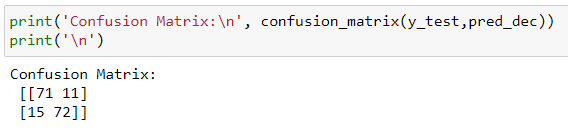 print('Confusion Matrix:\n', confusion_matrix(y_test,pred_dec))
print('\n')
Confusion Matrix:
 [[71 11]
 [15 72]]